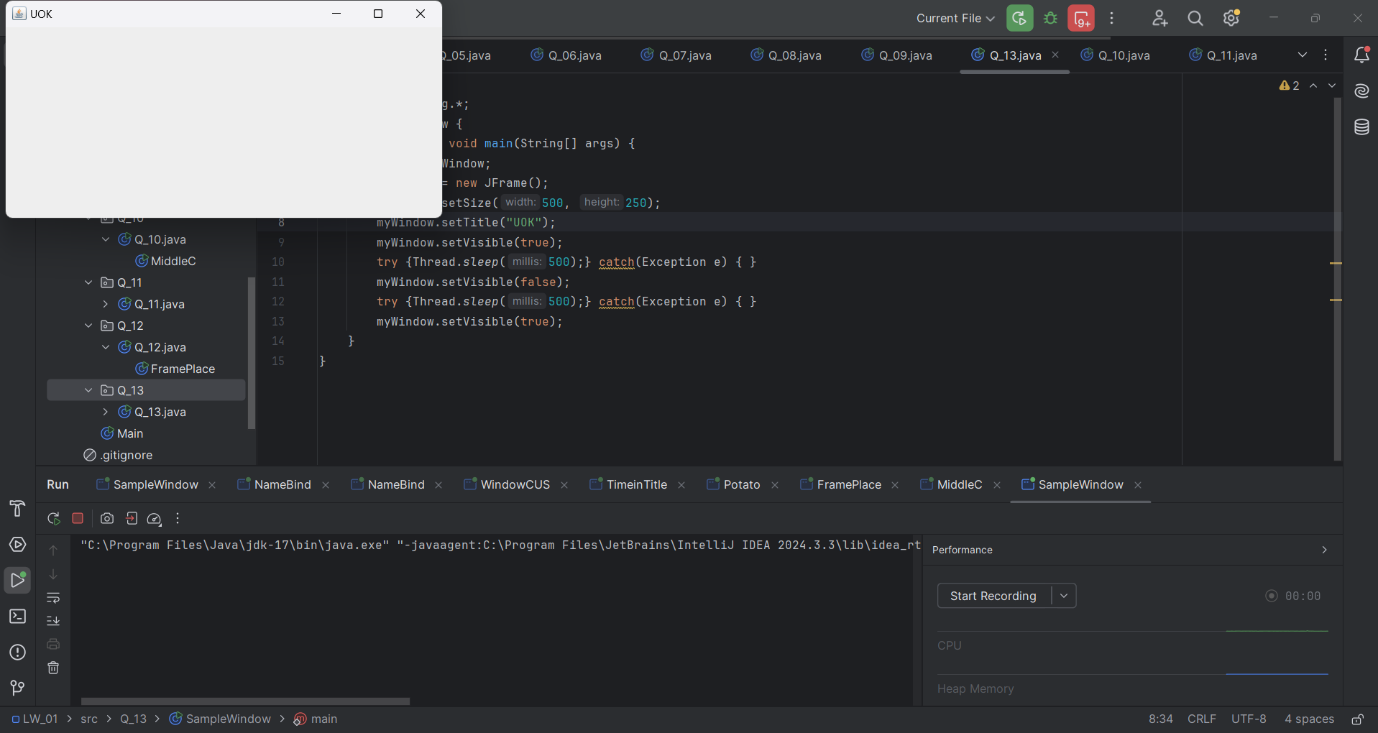 UOK
Current File
9+
_05.java Q_06.java Q_07.java Q_08.java Q_09.java Q_13.java Q_10.java Q_11.java
2
g.*;
w {
void main(String[] args) {
Window;
= new JFrame();
setSize( width: 500, height: 250);
8 myWindow.setTitle("UOK");
9 myWindow.setVisible(true);
10 try {Thread.sleep( millis: 500);} catch(Exception e) { }
11 myWindow.setVisible(false);
12 try {Thread.sleep( millis: 500);} catch(Exception e) { }
13 myWindow.setVisible(true);
14 }
15 }
Q_10
Q_10.java
MiddleC
Q_11
Q_11.java
Q_12
Q_12.java
FramePlace
Q_13
Q_13.java
Main
.gitignore
Run SampleWindow NameBind NameBind WindowCUS TimeinTitle Potato FramePlace MiddleC SampleWindow
"C:\Program Files\Java\jdk-17\bin\java.exe" "-javaagent:C:\Program Files\JetBrains\IntelliJ IDEA 2024.3.3\lib\idea_rt
Performance
Start Recording 00:00
CPU
Heap Memory
LW_01 > src > Q_13 > SampleWindow > main 8:34 CRLF UTF-8 4 spaces